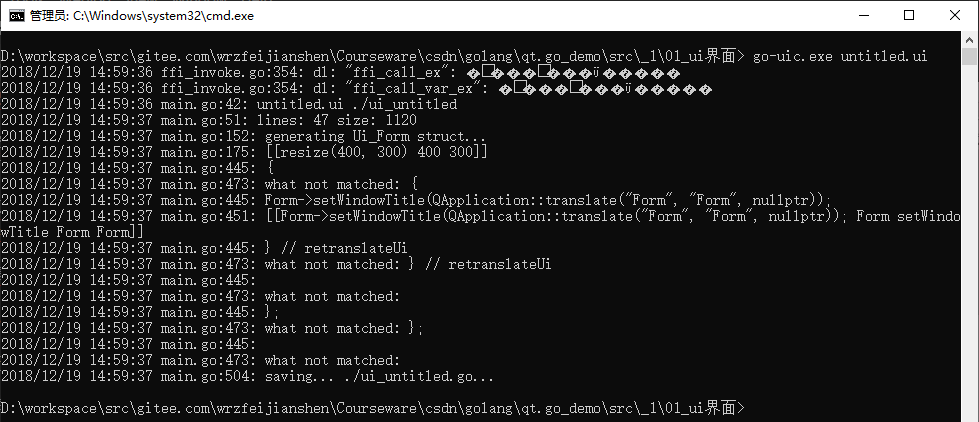 管理员: C:\Windows\system32\cmd.exe
D:\workspace\src\gitee.com\wrzfeijianshen\Courseware\csdn\golang\qt.go_demo\src\_1\01_ui界面> go-uic.exe untitled.ui
2018/12/19 14:59:36 ffi_invoke.go:354: dl: "ffi_call_ex":
2018/12/19 14:59:36 ffi_invoke.go:354: dl: "ffi_call_var_ex":
2018/12/19 14:59:36 main.go:42: untitled.ui ./ui_untitled
2018/12/19 14:59:37 main.go:51: lines: 47 size: 1120
2018/12/19 14:59:37 main.go:152: generating Ui_Form struct...
2018/12/19 14:59:37 main.go:175: [[resize(400, 300) 400 300]]
2018/12/19 14:59:37 main.go:445: {
2018/12/19 14:59:37 main.go:473: what not matched: {
2018/12/19 14:59:37 main.go:445: Form->setWindowTitle(QApplication::translate("Form", "Form", nullptr));
2018/12/19 14:59:37 main.go:451: [[Form->setWindowTitle(QApplication::translate("Form", "Form", nullptr)); Form setWindo
wTitle Form Form]]
2018/12/19 14:59:37 main.go:445: } // retranslateUi
2018/12/19 14:59:37 main.go:473: what not matched: } // retranslateUi
2018/12/19 14:59:37 main.go:445:
2018/12/19 14:59:37 main.go:473: what not matched:
2018/12/19 14:59:37 main.go:445: };
2018/12/19 14:59:37 main.go:473: what not matched: };
2018/12/19 14:59:37 main.go:445:
2018/12/19 14:59:37 main.go:473: what not matched:
2018/12/19 14:59:37 main.go:504: saving... ./ui_untitled.go...
D:\workspace\src\gitee.com\wrzfeijianshen\Courseware\csdn\golang\qt.go_demo\src\_1\01_ui界面>